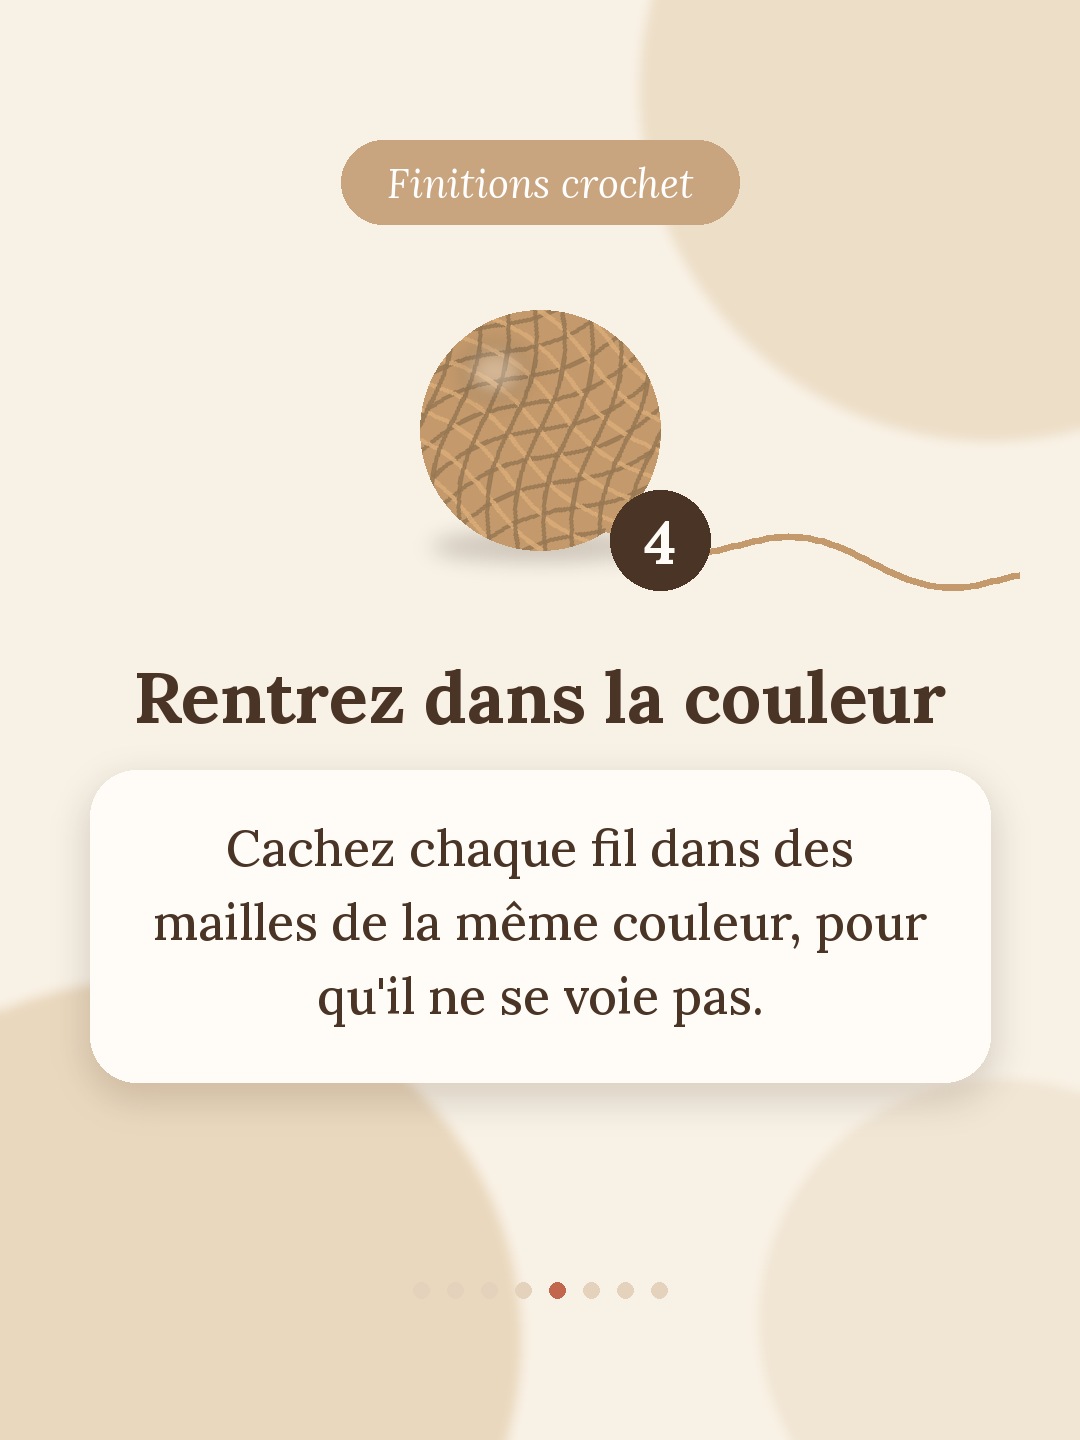 Finitions crochet
4
Rentrez dans la couleur
Cachez chaque fil dans des
mailles de la même couleur, pour
qu'il ne se voie pas.